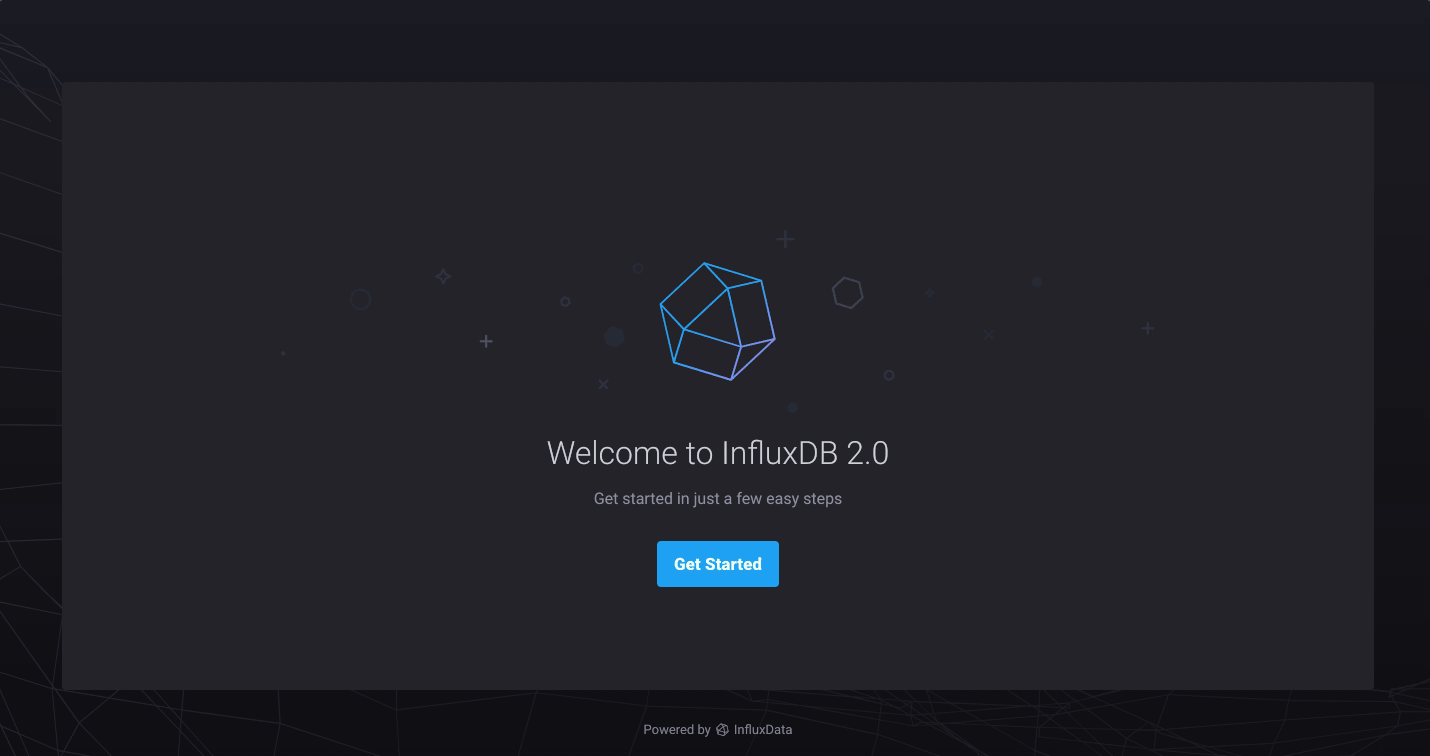 Welcome to InfluxDB 2.0
Get started in just a few easy steps
Get Started
Powered by InfluxData